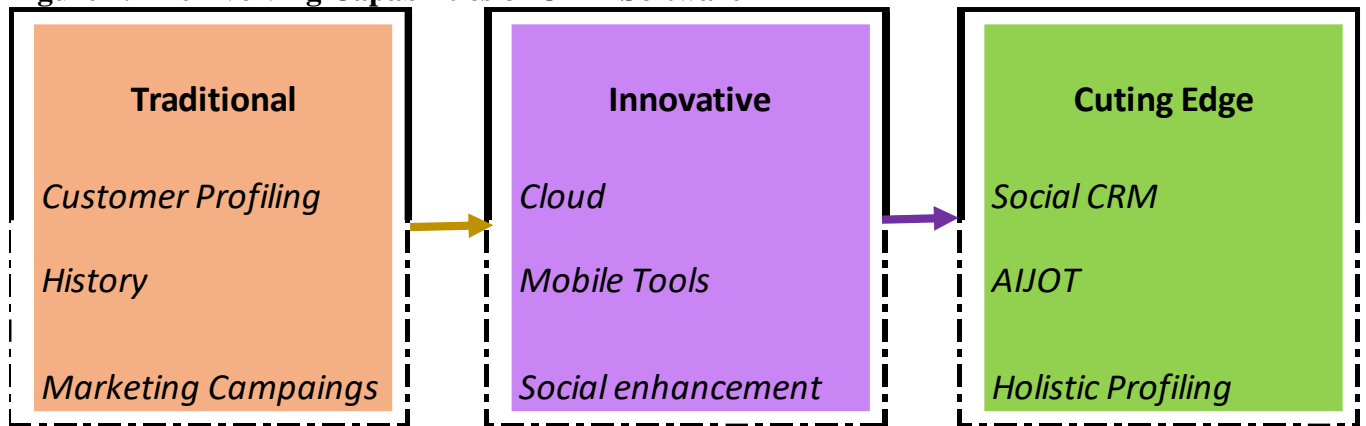 Traditional
Customer Profiling
History
Marketing Campaings
Innovative
Cloud
Mobile Tools
Social enhancement
Cuting Edge
Social CRM
AIJOT
Holistic Profiling